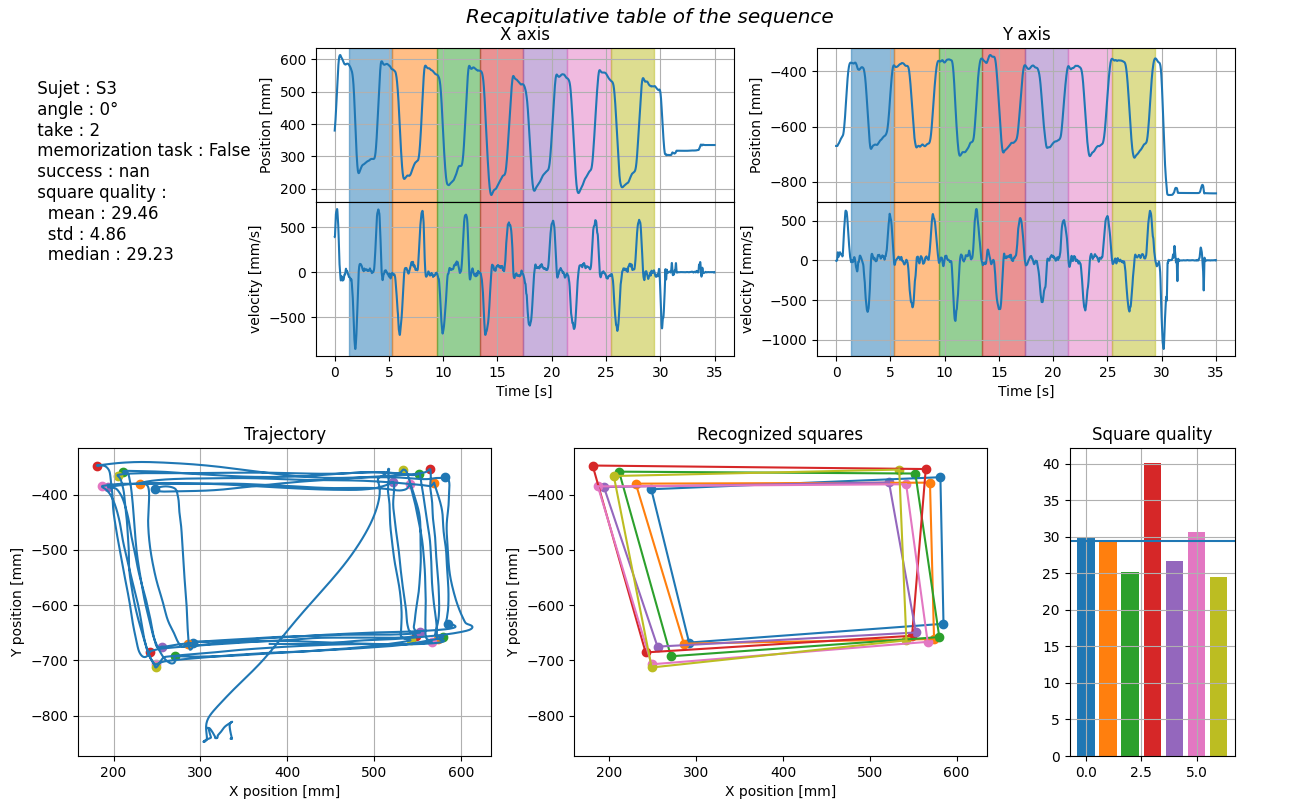 Recapitulative table of the sequence
X axis
Y axis
Sujet : S3
angle : 0°
take : 2
memorization task : False
success : nan
square quality :
mean : 29.46
std : 4.86
median : 29.23
Position [mm]
600
500
400
300
200
velocity [mm/s]
500
0
−500
0
5
10
15
20
25
30
35
Time [s]
Position [mm]
−400
−600
−800
velocity [mm/s]
500
0
−500
−1000
0
5
10
15
20
25
30
35
Time [s]
Trajectory
Y position [mm]
−400
−500
−600
−700
−800
200
300
400
500
600
X position [mm]
Recognized squares
Y position [mm]
−400
−500
−600
−700
−800
200
300
400
500
600
X position [mm]
Square quality
40
35
30
25
20
15
10
5
0
0.0
2.5
5.0